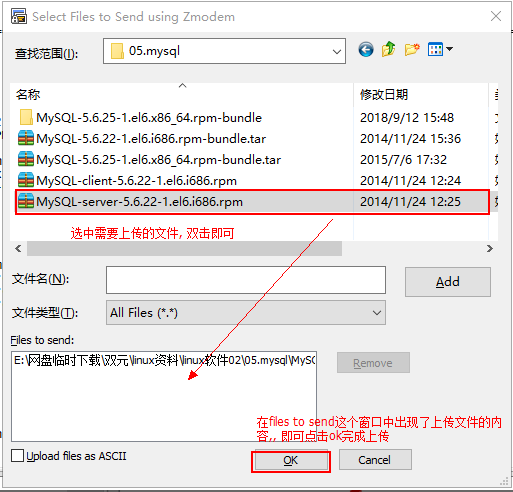 Select Files to Send using Zmodem
查找范围(I):
05.mysql
名称
修改日期
MySQL-5.6.25-1.el6.x86_64.rpm-bundle
2018/9/12 15:48
MySQL-5.6.22-1.el6.i686.rpm-bundle.tar
2014/11/24 15:36
MySQL-5.6.25-1.el6.x86_64.rpm-bundle.tar
2015/7/6 17:32
MySQL-client-5.6.22-1.el6.i686.rpm
2014/11/24 12:24
MySQL-server-5.6.22-1.el6.i686.rpm
2014/11/24 12:25
选中需要上传的文件, 双击即可
文件名(N):
Add
文件类型(T):
All Files (*.*)
Files to send:
E:\网盘临时下载\双元\linux资料\linux软件02\05.mysql\MySQ
Remove
在files to send这个窗口中出现了上传文件的内
容,, 即可点击ok完成上传
Upload files as ASCII
OK
Cancel